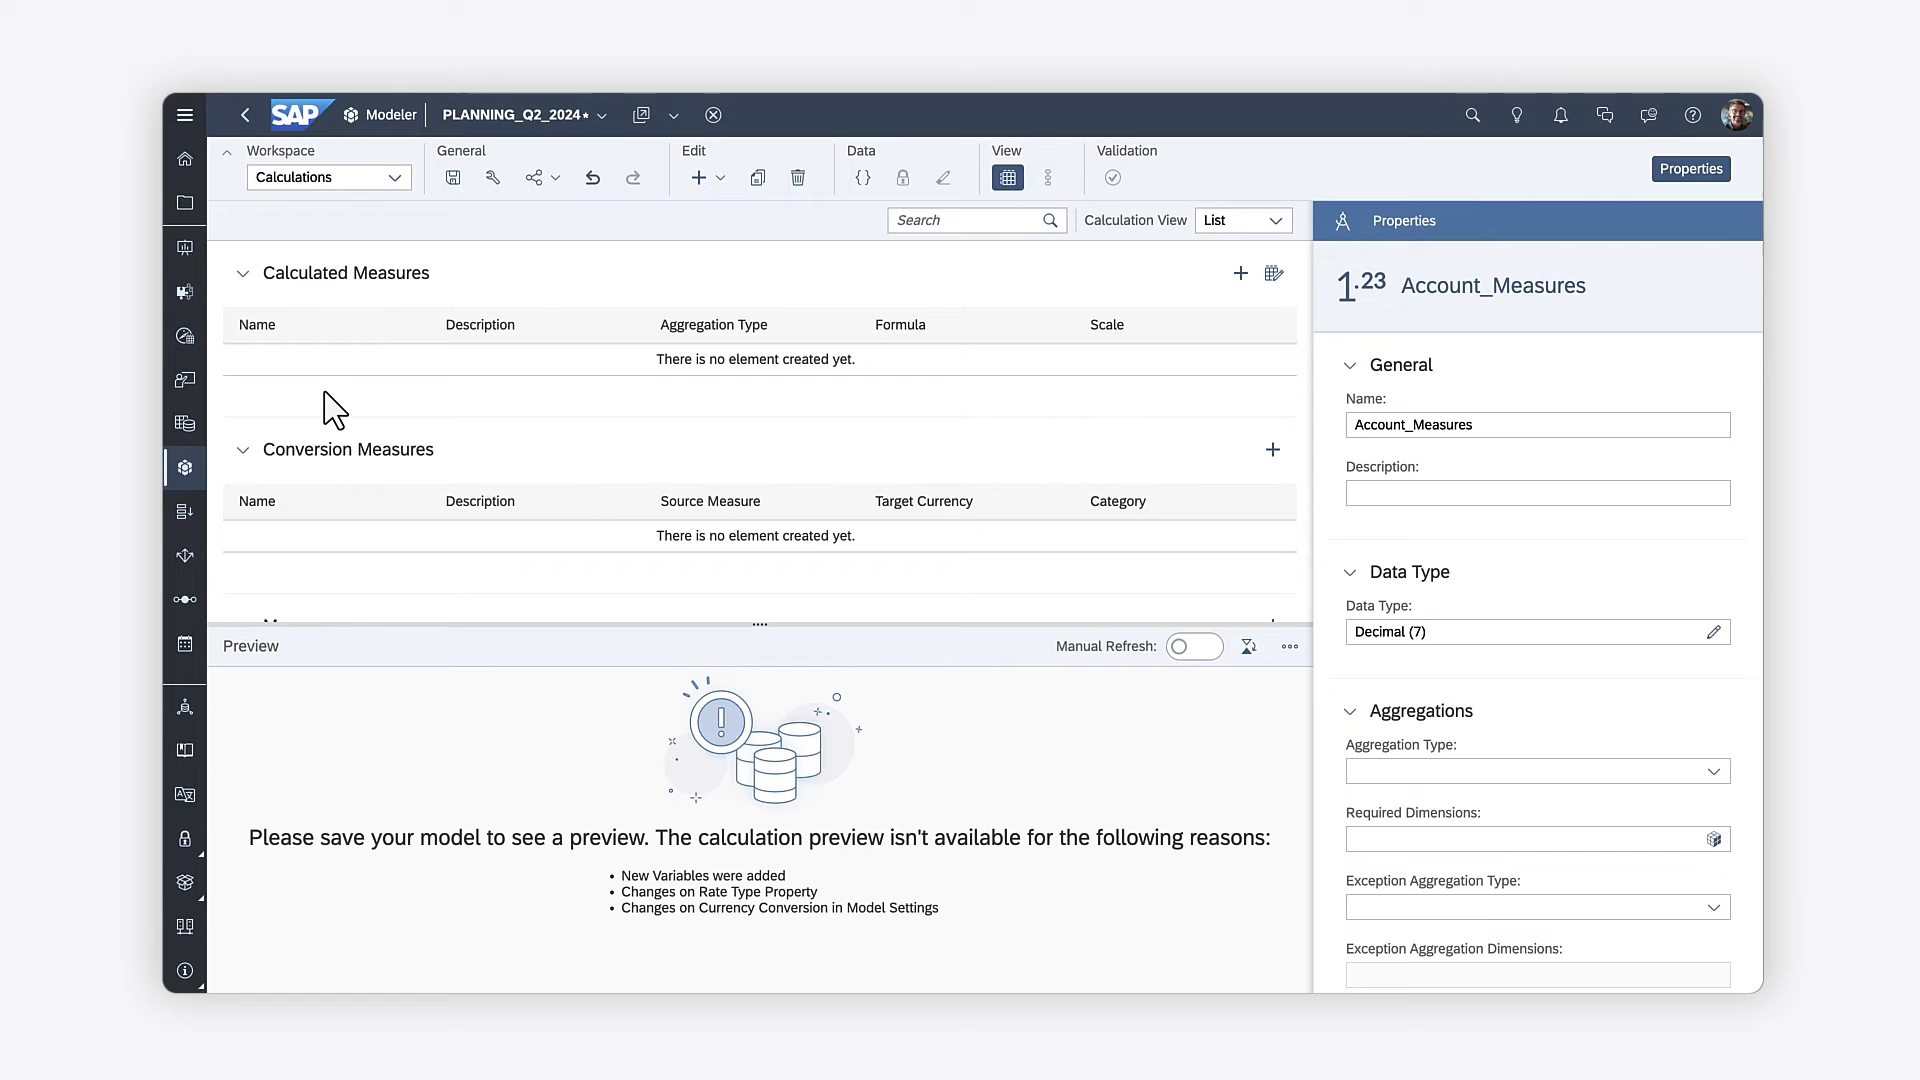 SAP
Modeler
PLANNING_Q2_2024*
Workspace
General
Edit
Data
View
Validation
Calculations
{}
Properties
Search
Calculation View
List
Properties
Calculated Measures
1.23 Account_Measures
Name
Description
Aggregation Type
Formula
Scale
There is no element created yet.
Conversion Measures
Name
Description
Source Measure
Target Currency
Category
There is no element created yet.
Preview
Manual Refresh:
Please save your model to see a preview. The calculation preview isn't available for the following reasons:
• New Variables were added
• Changes on Rate Type Property
• Changes on Currency Conversion in Model Settings
General
Name:
Account_Measures
Description:
Data Type
Data Type:
Decimal (7)
Aggregations
Aggregation Type:
Required Dimensions:
Exception Aggregation Type:
Exception Aggregation Dimensions: